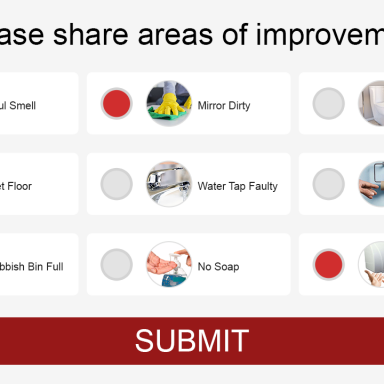 ase share areas of improvem
ul Smell
Mirror Dirty
t Floor
Water Tap Faulty
bbish Bin Full
No Soap
SUBMIT